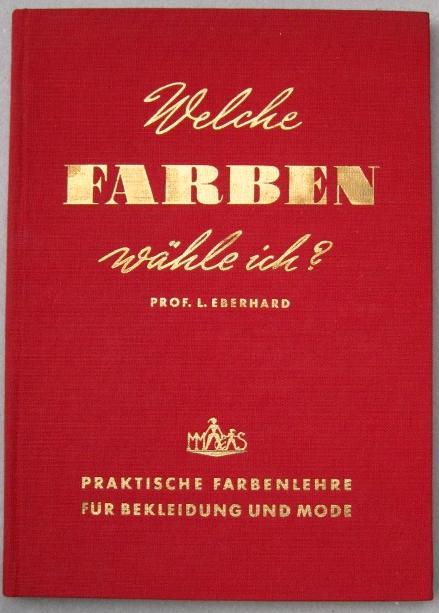 Welche
FARBEN
wähle ich?
PROF. L. EBERHARD
PRAKTISCHE FARBENLEHRE
FÜR BEKLEIDUNG UND MODE